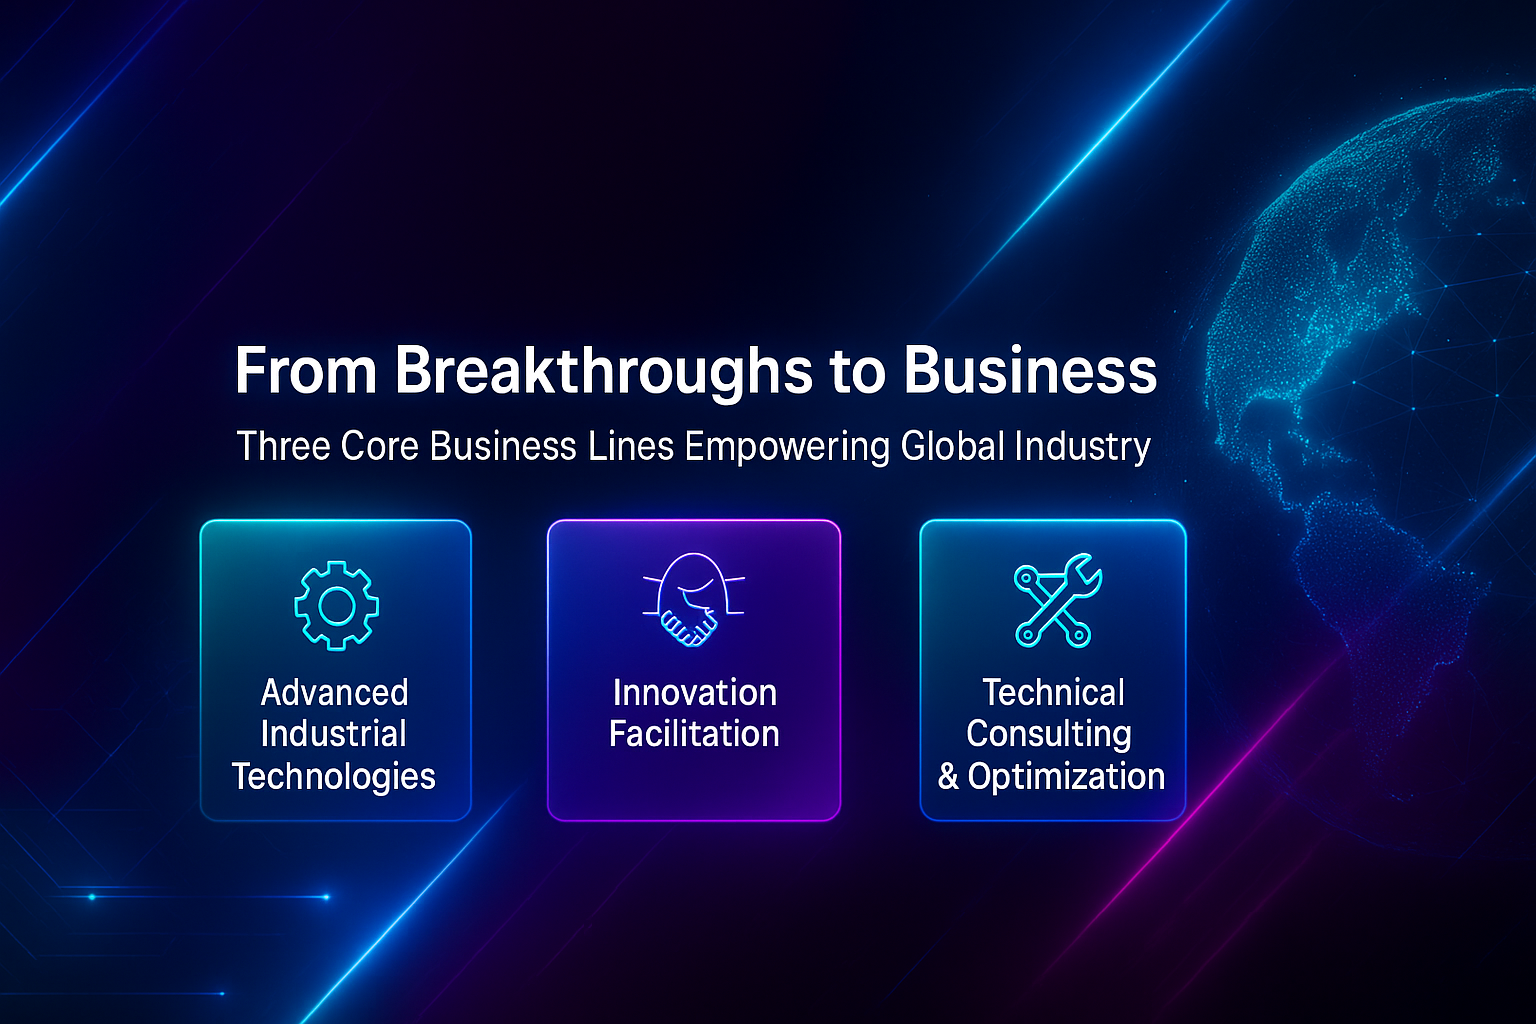 From Breakthroughs to Business
Three Core Business Lines Empowering Global Industry
Advanced
Industrial
Technologies
Innovation
Facilitation
Technical
Consulting
& Optimization